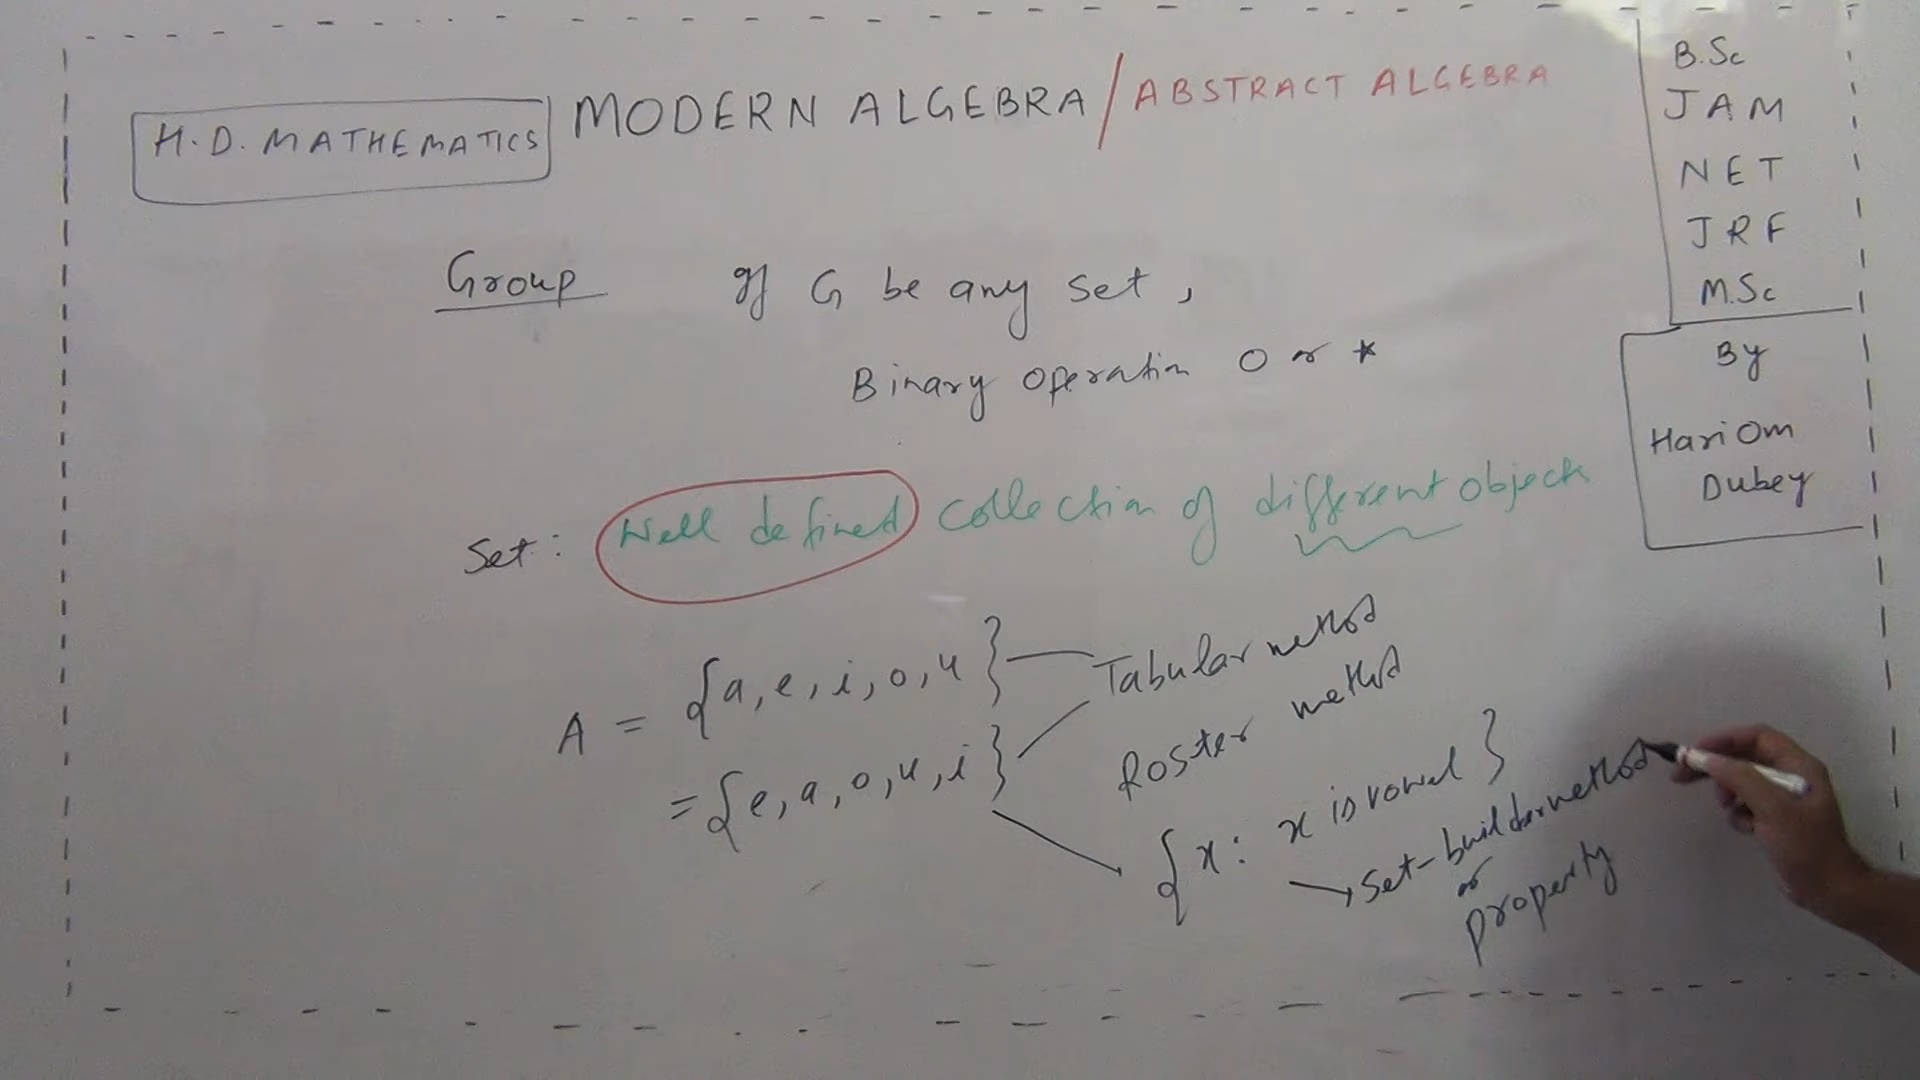 H.D. MATHEMATICS
MODERN ALGEBRA / ABSTRACT ALGEBRA
Group If G be any set ,
Binary operation O or *
Set : Well defined collection of different objects
A = {a, e, i, o, u} — Tabular method
Roster method
= {e, a, o, u, i}
{x : x is vowel }
→ Set-builder method
or
property
B.Sc
JAM
NET
JRF
M.Sc
By
Hari Om
Dubey